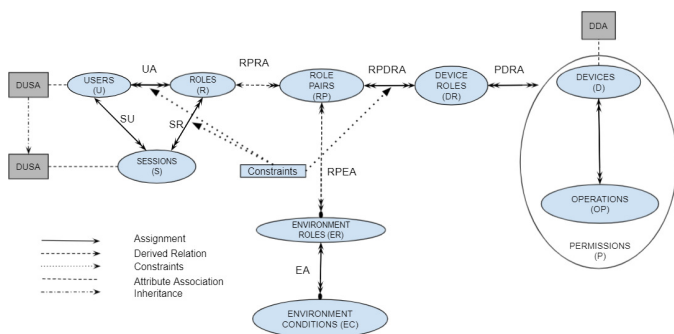 DDA
UA
RPRA
RPDRA
PDRA
DUSA
USERS
(U)
ROLES
(R)
ROLE
PAIRS
(RP)
DEVICE
ROLES
(DR)
DEVICES
(D)
SU
SR
DUSA
SESSIONS
(S)
Constraints
RPEA
OPERATIONS
(OP)
ENVIRONMENT
ROLES (ER)
PERMISSIONS
(P)
EA
ENVIRONMENT
CONDITIONS (EC)
Assignment
Derived Relation
Constraints
Attribute Association
Inheritance